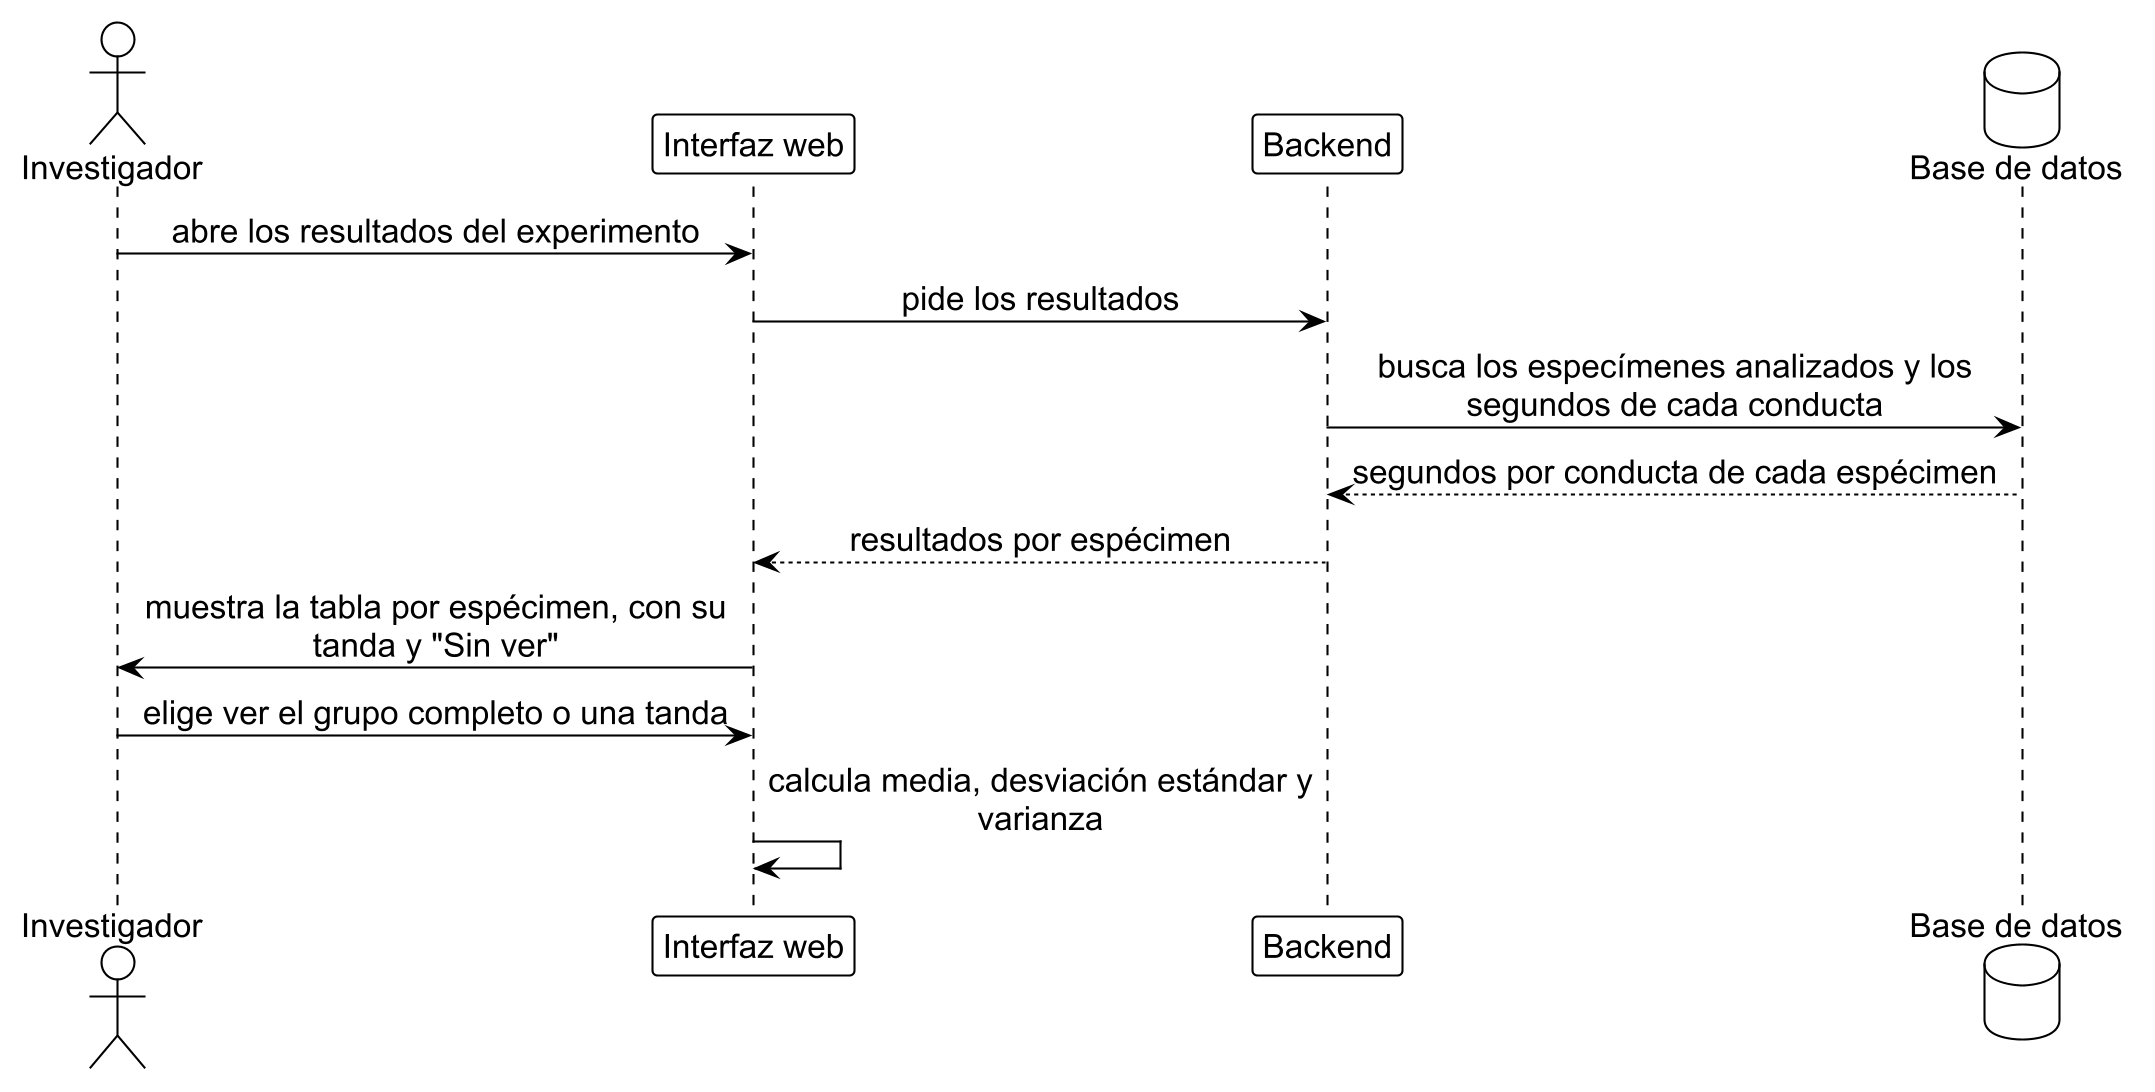 Investigador
Interfaz web
Backend
Base de datos
abre los resultados del experimento
pide los resultados
busca los especímenes analizados y los
segundos de cada conducta
segundos por conducta de cada espécimen
resultados por espécimen
muestra la tabla por espécimen, con su
tanda y "Sin ver"
elige ver el grupo completo o una tanda
calcula media, desviación estándar y
varianza
Investigador
Interfaz web
Backend
Base de datos